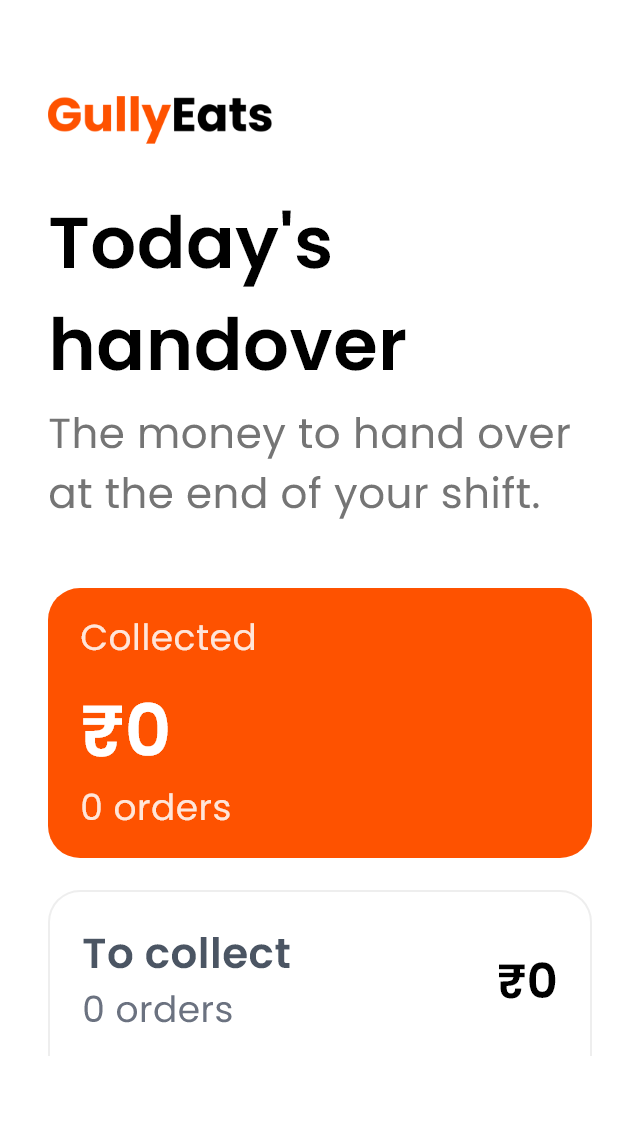 GullyEats
Today's
handover
The money to hand over
at the end of your shift.
Collected
₹0
0 orders
To collect
₹0
0 orders